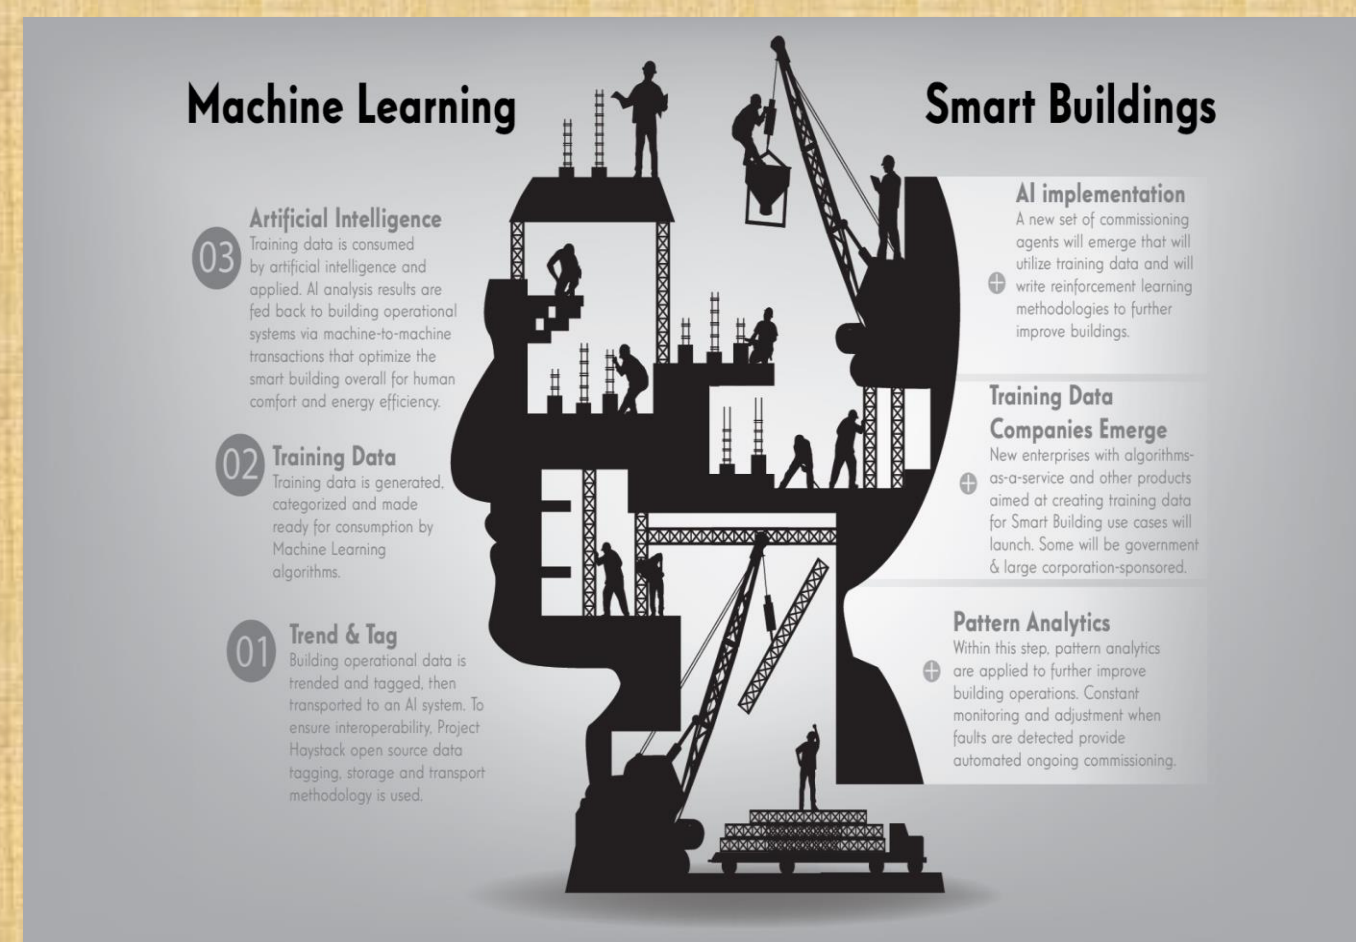 Machine Learning
03
Artificial Intelligence
Training data is consumed
by artificial intelligence and
applied. AI analysis results are
fed back to building operational
systems via machine-to-machine
transactions that optimize the
smart building overall for human
comfort and energy efficiency.
02
Training Data
Training data is generated,
categorized and made
ready for consumption by
Machine Learning
algorithms.
01
Trend & Tag
Building operational data is
trended and tagged, then
transported to an AI system. To
ensure interoperability, Project
Haystack open source data
tagging, storage and transport
methodology is used.
Smart Buildings
AI implementation
A new set of commissioning
agents will emerge that will
utilize training data and will
write reinforcement learning
methodologies to further
improve buildings.
Training Data
Companies Emerge
New enterprises with algorithms-
as-a-service and other products
aimed at creating training data
for Smart Building use cases will
launch. Some will be government
& large corporation-sponsored.
Pattern Analytics
Within this step, pattern analytics
are applied to further improve
building operations. Constant
monitoring and adjustment when
faults are detected provide
automated ongoing commissioning.